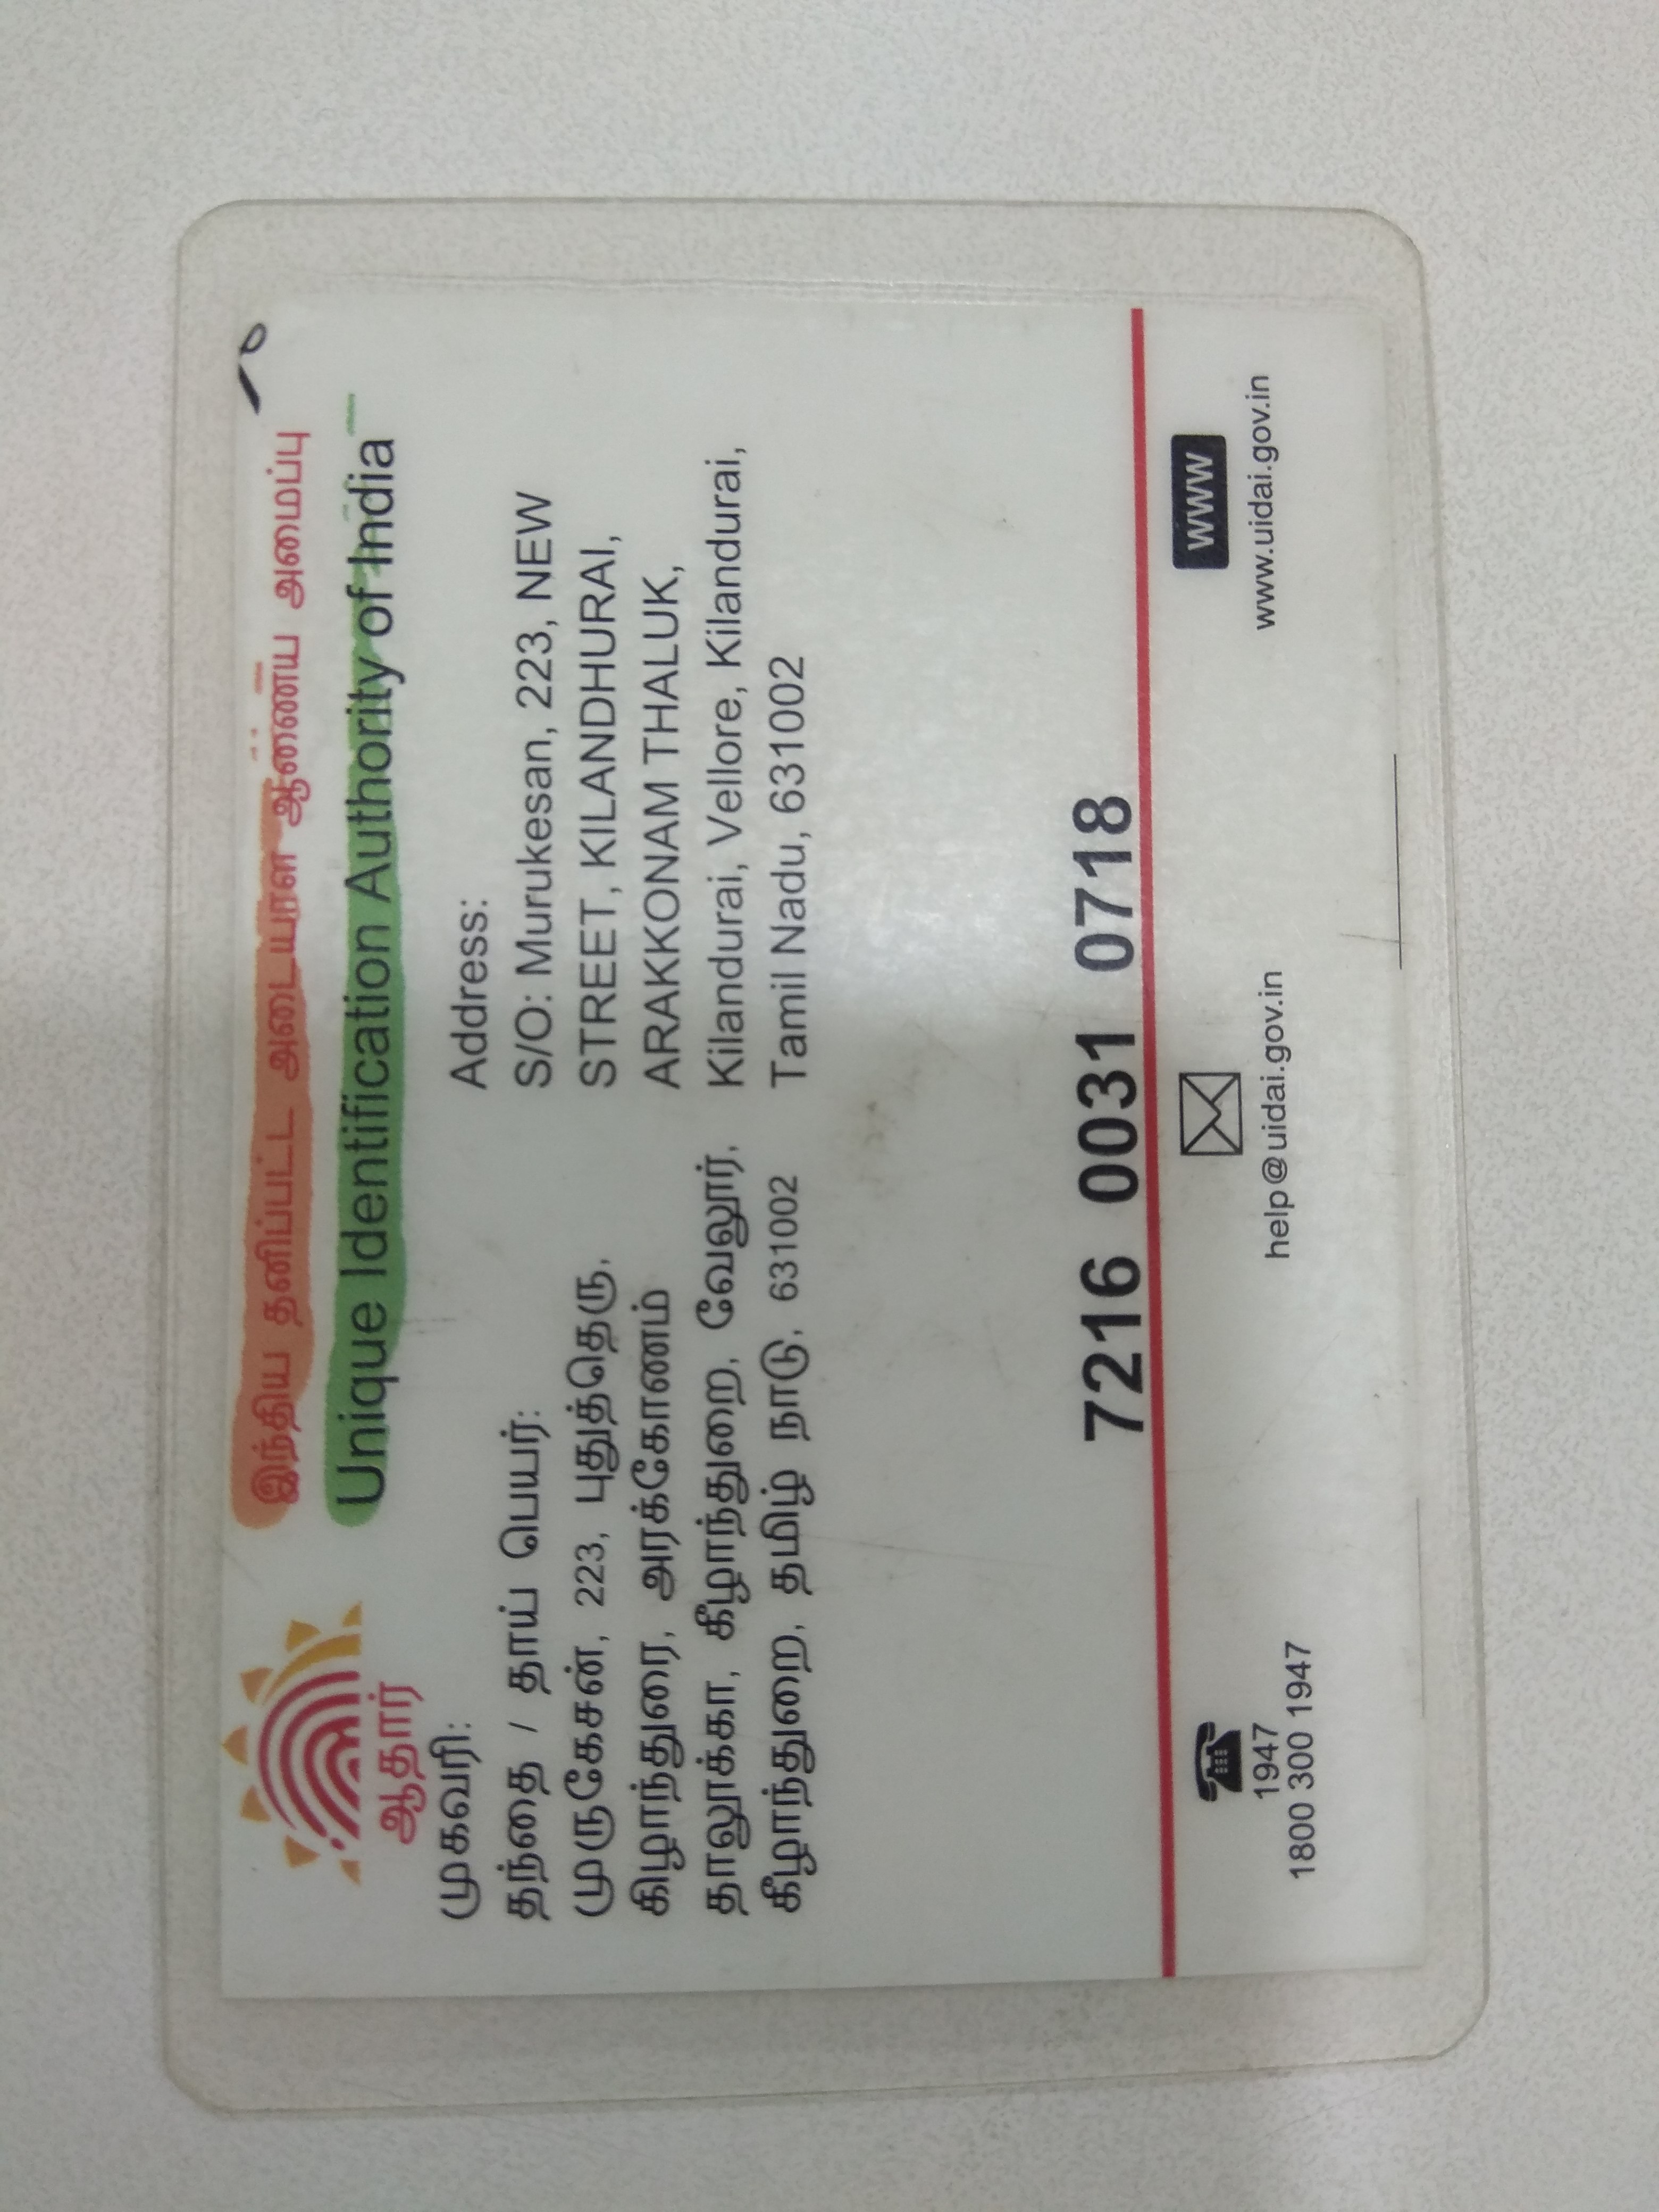 இந்திய தனிப்பட்ட அடையாள ஆணைய அமைப்பு
Unique Identification Authority of India
ஆதார்
முகவரி:
தந்தை / தாய் பெயர்:
முருகேசன், 223, புதுத்தெரு,
கிழாந்துரை, அரக்கோணம்
தாலூக்கா, கீழாந்துறை, வேலூர்,
கீழாந்துறை, தமிழ் நாடு, 631002
Address:
S/O: Murukesan, 223, NEW
STREET, KILANDHURAI,
ARAKKONAM THALUK,
Kilandurai, Vellore, Kilandurai,
Tamil Nadu, 631002
7216 0031 0718
1947
1800 300 1947
help@uidai.gov.in
www
www.uidai.gov.in